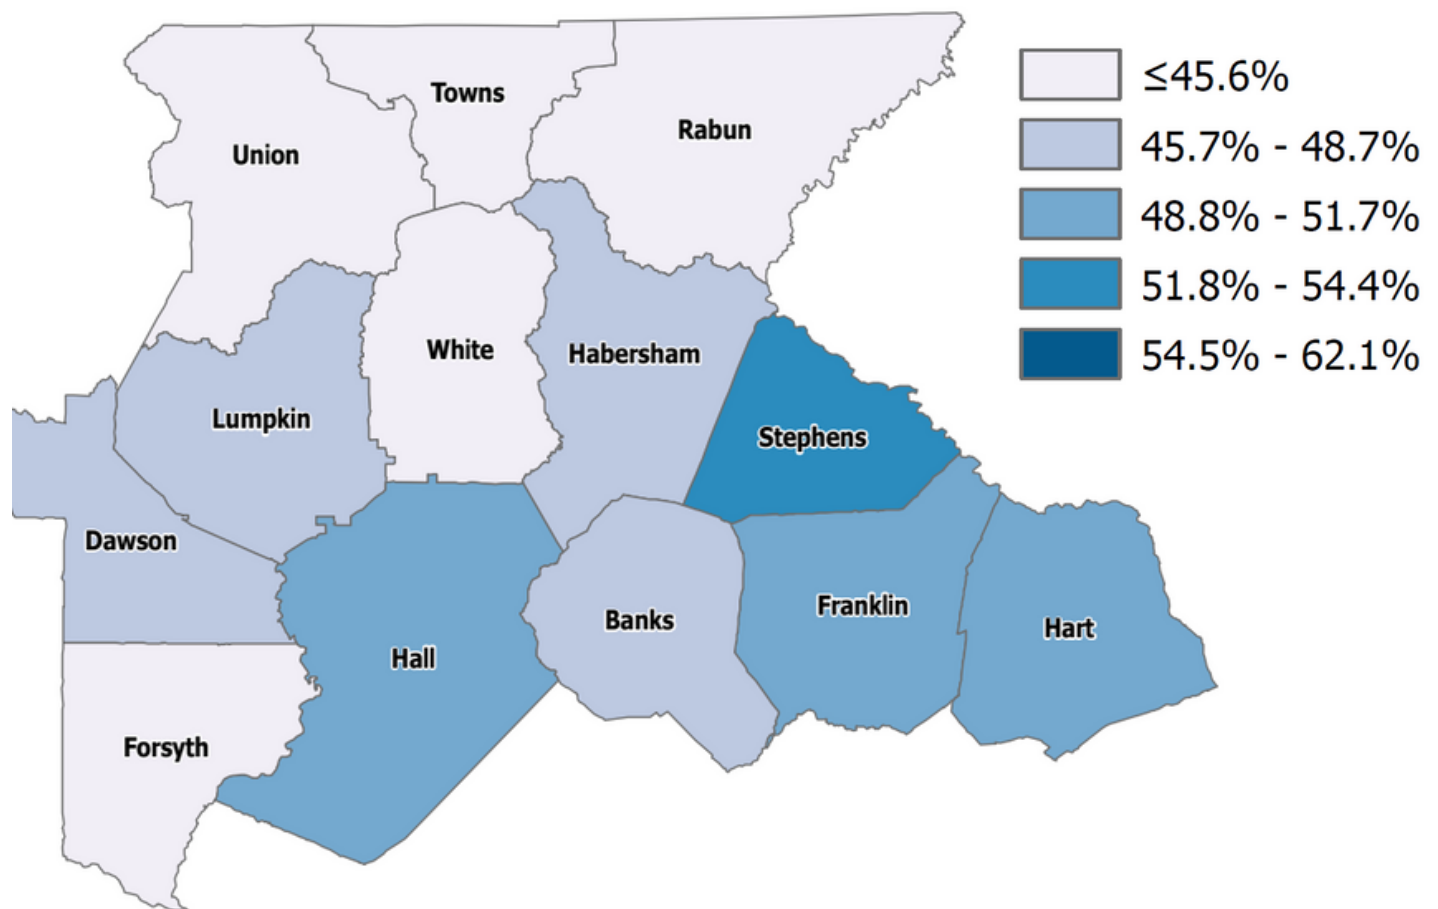 ≤45.6%
45.7% - 48.7%
48.8% - 51.7%
51.8% - 54.4%
54.5% - 62.1%
Towns
Rabun
Union
White
Habersham
Lumpkin
Stephens
Dawson
Franklin
Banks
Hart
Hall
Forsyth